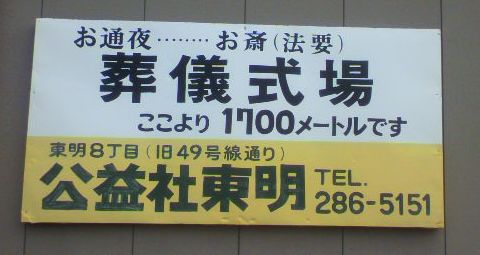 お通夜………お斎(法要)
葬儀式場
ここより1700メートルです
東明8丁目(旧49号線通り)
公益社東明 TEL. 286-5151